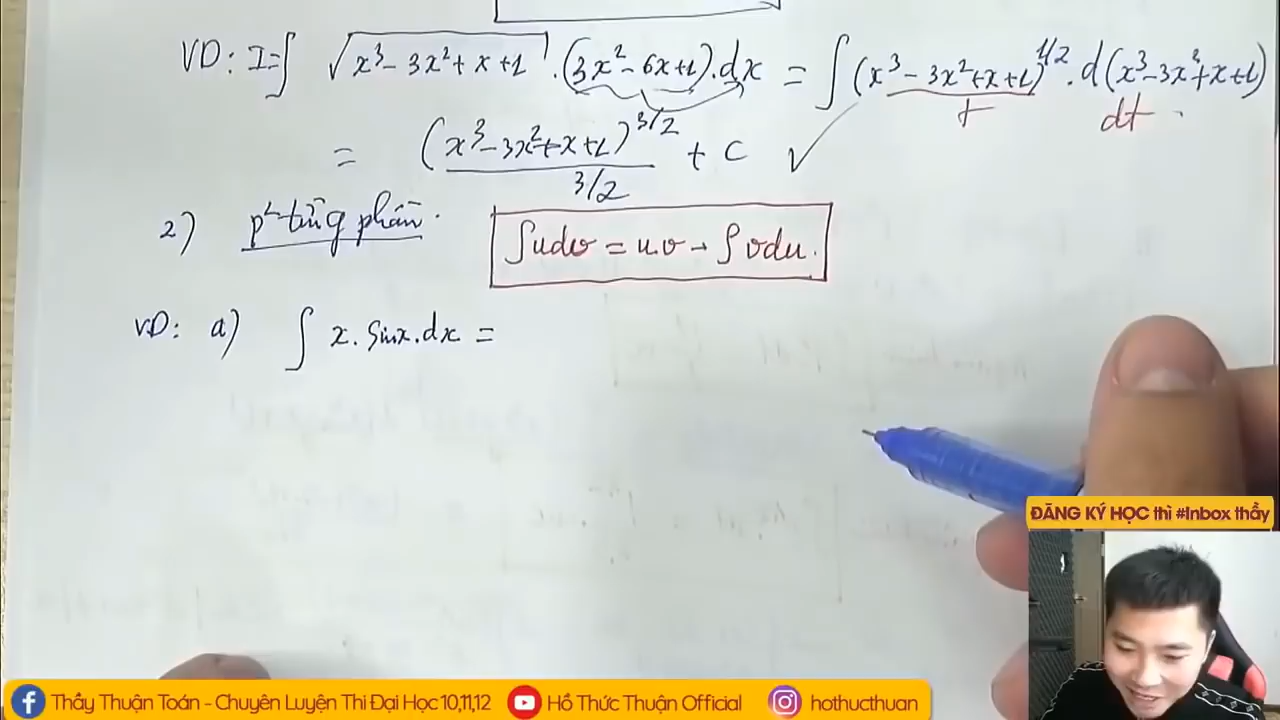 VD: I=∫ √(x³ - 3x² + x + 1) . (3x² - 6x + 1) . dx = ∫ (x³ - 3x² + x + 1)^1/2 . d(x³ - 3x² + x + 1)
t dt
= (x³ - 3x² + x + 1)^3/2 / 3/2 + C ✓
2) p² từng phần. ∫udv = u.v - ∫vdu.
VD: a) ∫ x. sinx. dx =
ĐĂNG KÝ HỌC thì #Inbox thầy
Thầy Thuận Toán - Chuyên Luyện Thi Đại Học 10,11,12 Hồ Thức Thuận Official hothucthuan